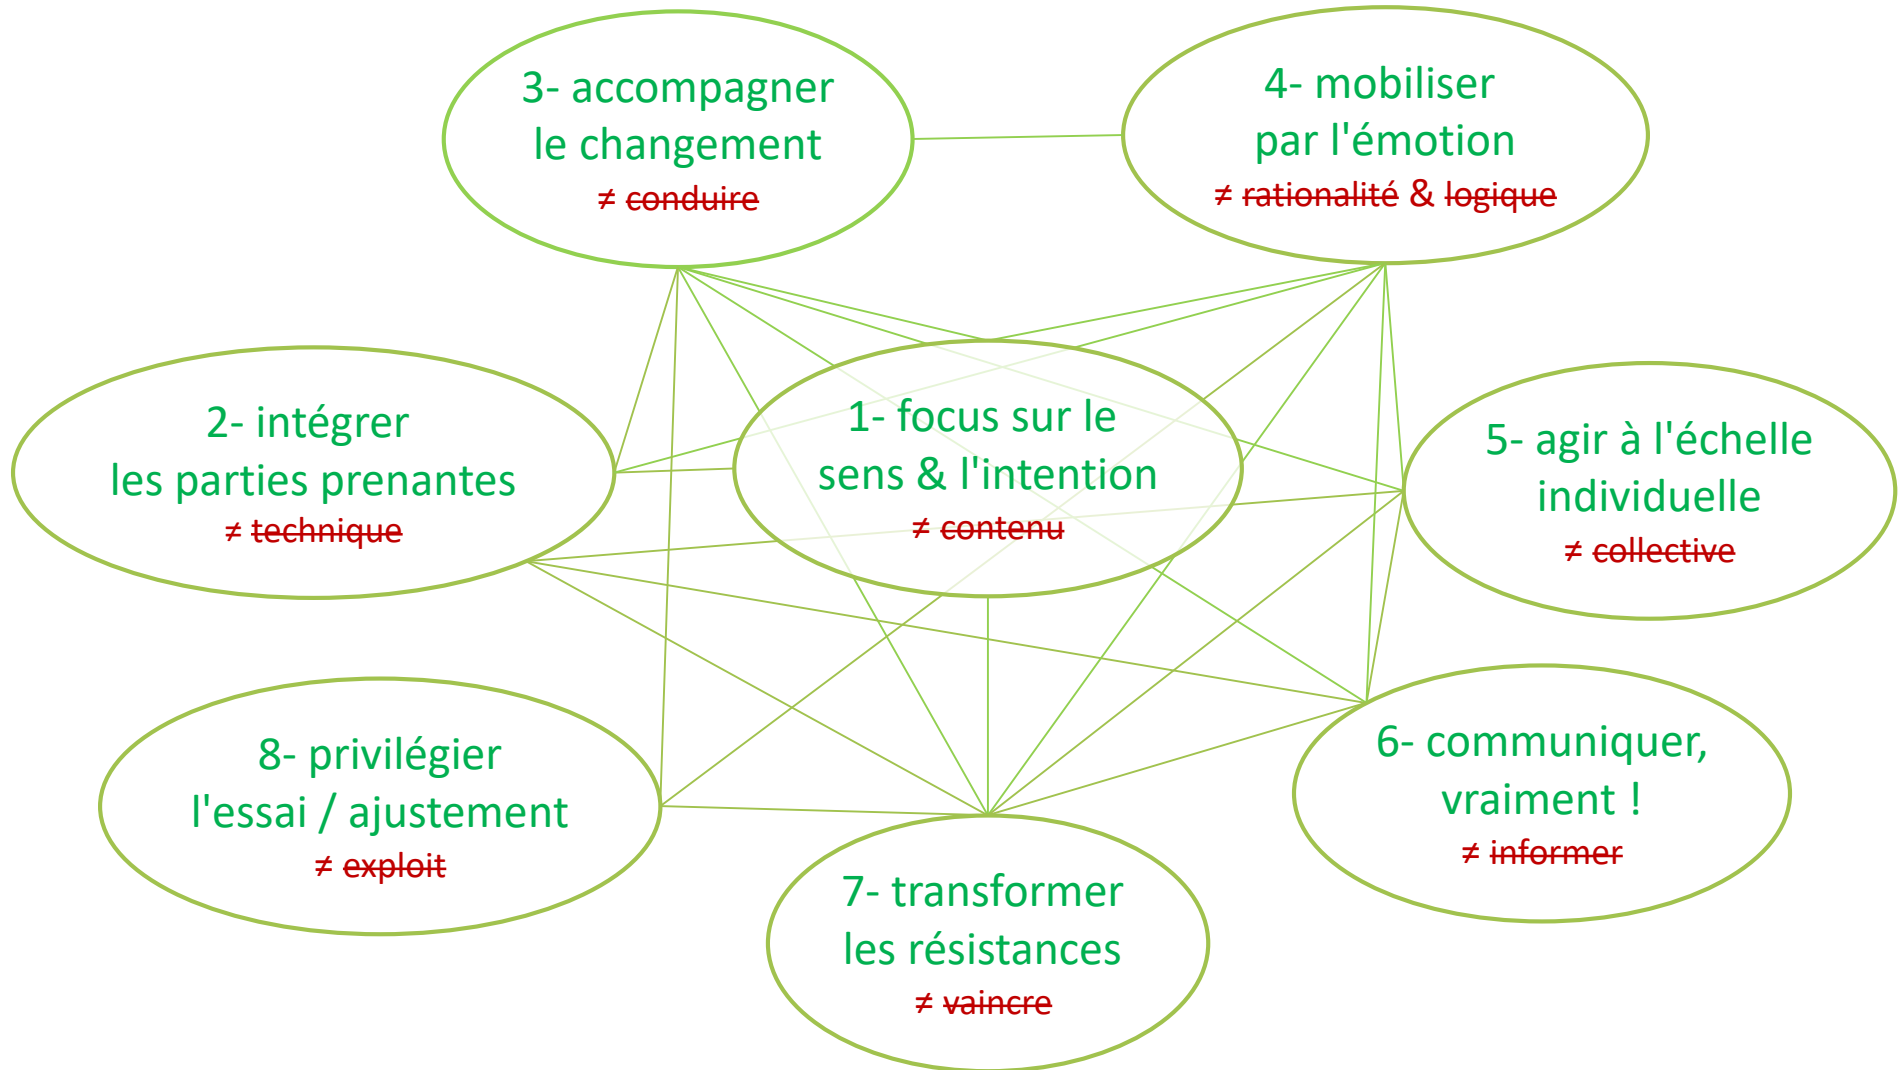 3- accompagner
le changement
≠ conduire
4- mobiliser
par l'émotion
≠ rationalité & logique
2- intégrer
les parties prenantes
≠ technique
1- focus sur le
sens & l'intention
≠ contenu
5- agir à l'échelle
individuelle
≠ collective
8- privilégier
l'essai / ajustement
≠ exploit
7- transformer
les résistances
≠ vaincre
6- communiquer,
vraiment !
≠ informer